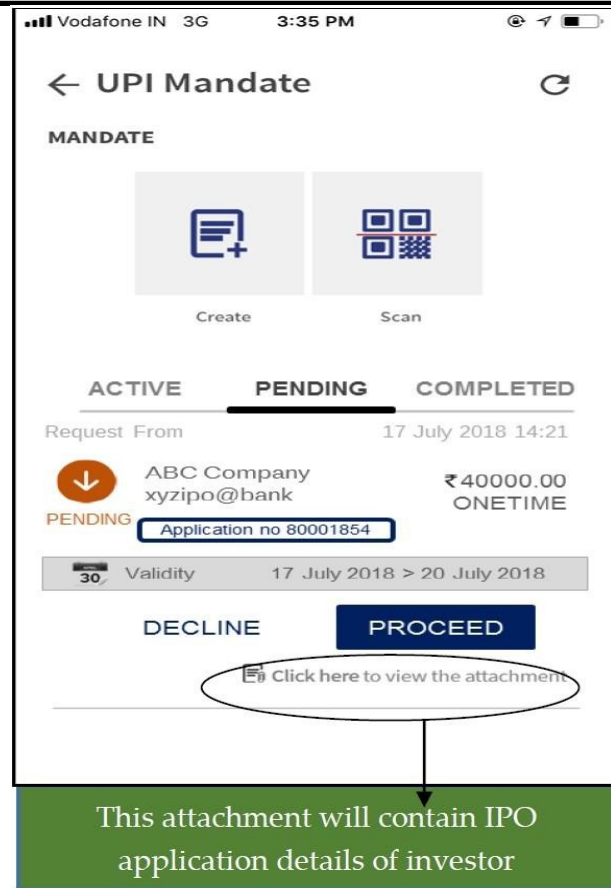 Vodafone IN 3G 3:35 PM
← UPI Mandate
MANDATE
Create Scan
ACTIVE PENDING COMPLETED
Request From 17 July 2018 14:21
ABC Company ₹40000.00
xyzipo@bank ONETIME
PENDING
Application no 80001854
30 Validity 17 July 2018 > 20 July 2018
DECLINE PROCEED
Click here to view the attachment
This attachment will contain IPO
application details of investor